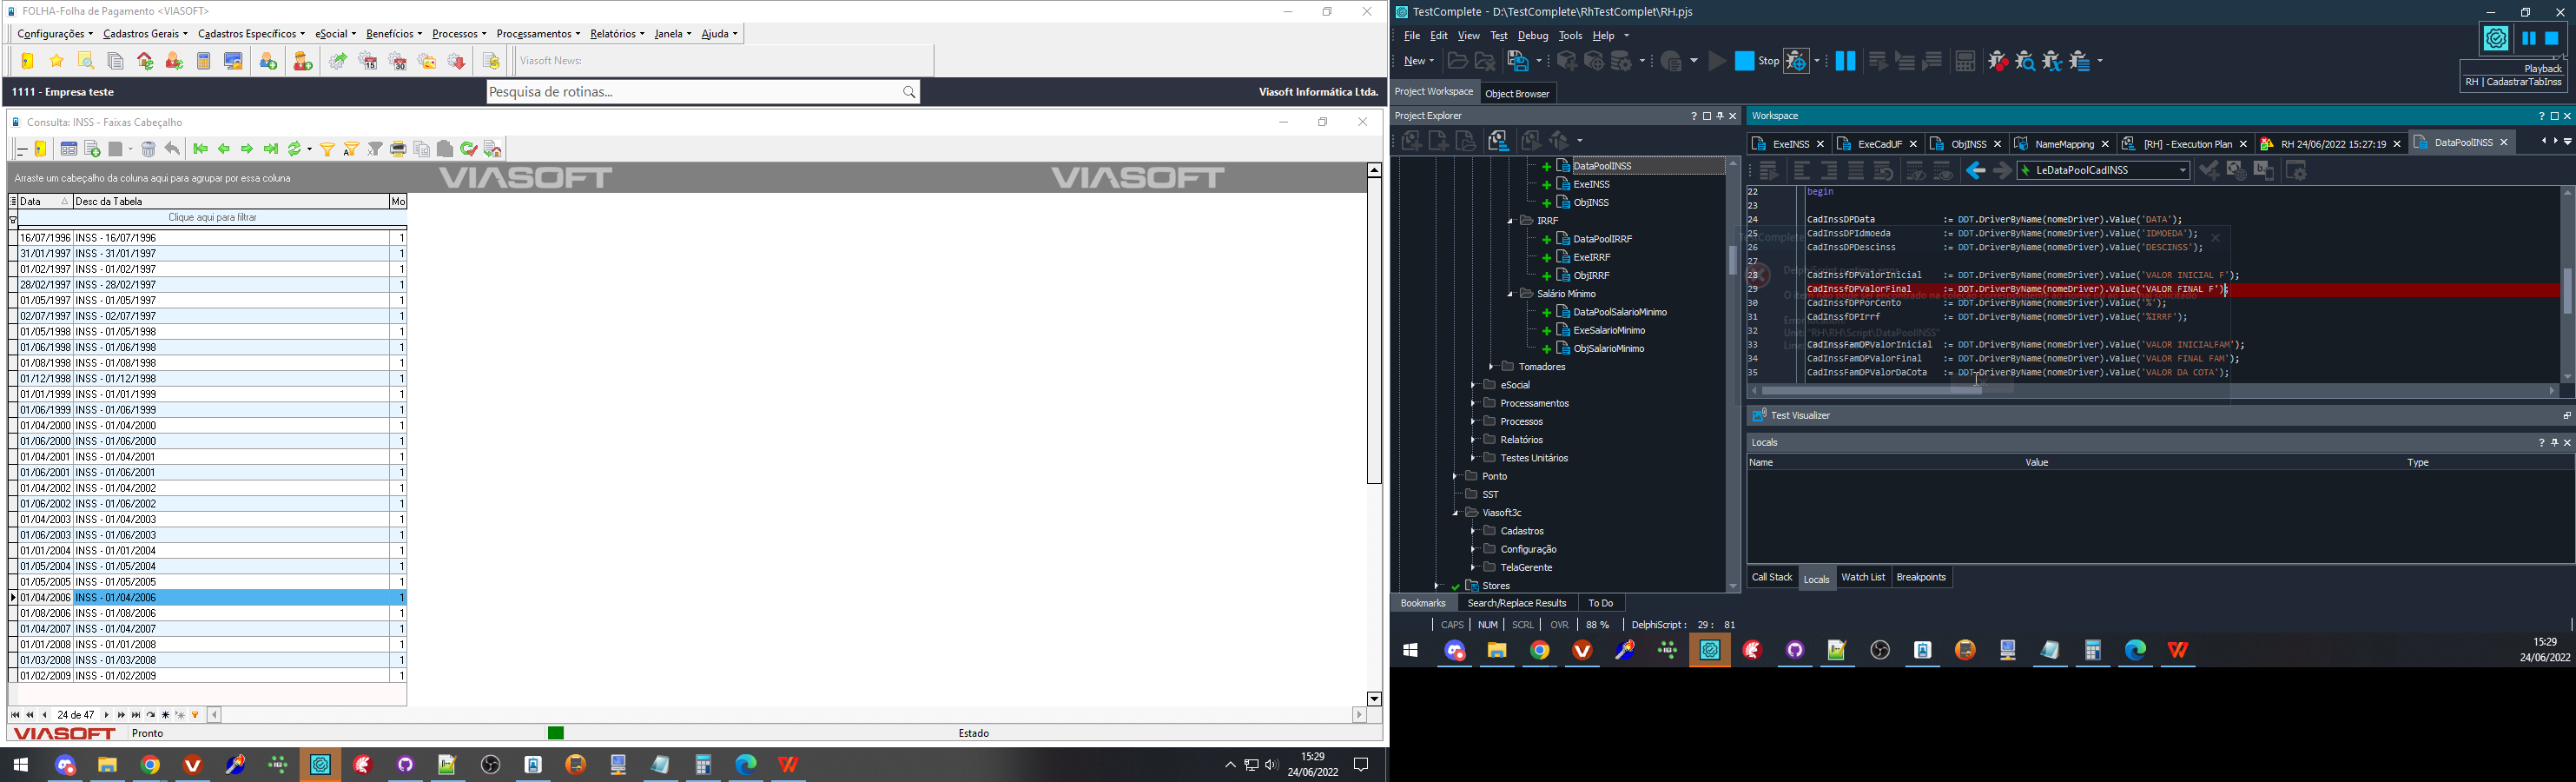 FOLHA-Folha de Pagamento <VIASOFT>
Configurações Cadastros Gerais Cadastros Específicos eSocial Benefícios Processos Processamentos Relatórios Janela Ajuda
Viasoft News:
1111 - Empresa teste
Pesquisa de rotinas...
Viasoft Informática Ltda.
Consulta: INSS - Faixas Cabeçalho
Arraste um cabeçalho da coluna aqui para agrupar por essa coluna
VIASOFT VIASOFT
Data Desc da Tabela Mo
Clique aqui para filtrar
16/07/1996 INSS - 16/07/1996 1
31/01/1997 INSS - 31/01/1997 1
01/02/1997 INSS - 01/02/1997 1
28/02/1997 INSS - 28/02/1997 1
01/05/1997 INSS - 01/05/1997 1
02/07/1997 INSS - 02/07/1997 1
01/05/1998 INSS - 01/05/1998 1
01/06/1998 INSS - 01/06/1998 1
01/08/1998 INSS - 01/08/1998 1
01/12/1998 INSS - 01/12/1998 1
01/01/1999 INSS - 01/01/1999 1
01/06/1999 INSS - 01/06/1999 1
01/04/2000 INSS - 01/04/2000 1
01/06/2000 INSS - 01/06/2000 1
01/04/2001 INSS - 01/04/2001 1
01/06/2001 INSS - 01/06/2001 1
01/04/2002 INSS - 01/04/2002 1
01/06/2002 INSS - 01/06/2002 1
01/04/2003 INSS - 01/04/2003 1
01/06/2003 INSS - 01/06/2003 1
01/01/2004 INSS - 01/01/2004 1
01/05/2004 INSS - 01/05/2004 1
01/05/2005 INSS - 01/05/2005 1
01/04/2006 INSS - 01/04/2006 1
01/08/2006 INSS - 01/08/2006 1
01/04/2007 INSS - 01/04/2007 1
01/01/2008 INSS - 01/01/2008 1
01/03/2008 INSS - 01/03/2008 1
01/02/2009 INSS - 01/02/2009 1
24 de 47
VIASOFT Pronto Estado
15:29
24/06/2022
TestComplete - D:\TestComplete\RhTestComplet\RH.pjs
File Edit View Test Debug Tools Help
New Stop
Playback
RH | CadastrarTabInss
Project Workspace Object Browser
Project Explorer
DataPoolINSS
ExeINSS
ObjINSS
IRRF
DataPoolIRRF
ExeIRRF
ObjIRRF
Salário Mínimo
DataPoolSalarioMinimo
ExeSalarioMinimo
ObjSalarioMinimo
Tomadores
eSocial
Processamentos
Processos
Relatórios
Testes Unitários
Ponto
SST
Viasoft3c
Cadastros
Configuração
TelaGerente
Stores
Bookmarks Search/Replace Results To Do
Workspace
ExeINSS ExeCadUF ObjINSS NameMapping [RH] - Execution Plan RH 24/06/2022 15:27:19 DataPoolINSS
LeDataPoolCadINSS
22 begin
23
24 CadInssDPData := DDT.DriverByName(nomeDriver).Value('DATA');
25 CadInssDPIdmoeda := DDT.DriverByName(nomeDriver).Value('IDMOEDA');
26 CadInssDPDescinss := DDT.DriverByName(nomeDriver).Value('DESCINSS');
27
28 CadInssfDPValorInicial := DDT.DriverByName(nomeDriver).Value('VALOR INICIAL F');
29 CadInssfDPValorFinal := DDT.DriverByName(nomeDriver).Value('VALOR FINAL F');
30 CadInssfDPPorCento := DDT.DriverByName(nomeDriver).Value('%');
31 CadInssfDPIrrf := DDT.DriverByName(nomeDriver).Value('%IRRF');
32
33 CadInssFamDPValorInicial := DDT.DriverByName(nomeDriver).Value('VALOR INICIALFAM');
34 CadInssFamDPValorFinal := DDT.DriverByName(nomeDriver).Value('VALOR FINAL FAM');
35 CadInssFamDPValorDaCota := DDT.DriverByName(nomeDriver).Value('VALOR DA COTA');
Test Visualizer
Locals
Name Value Type
Call Stack Locals Watch List Breakpoints
CAPS NUM SCRL OVR 88 % DelphiScript : 29 : 81
15:29
24/06/2022